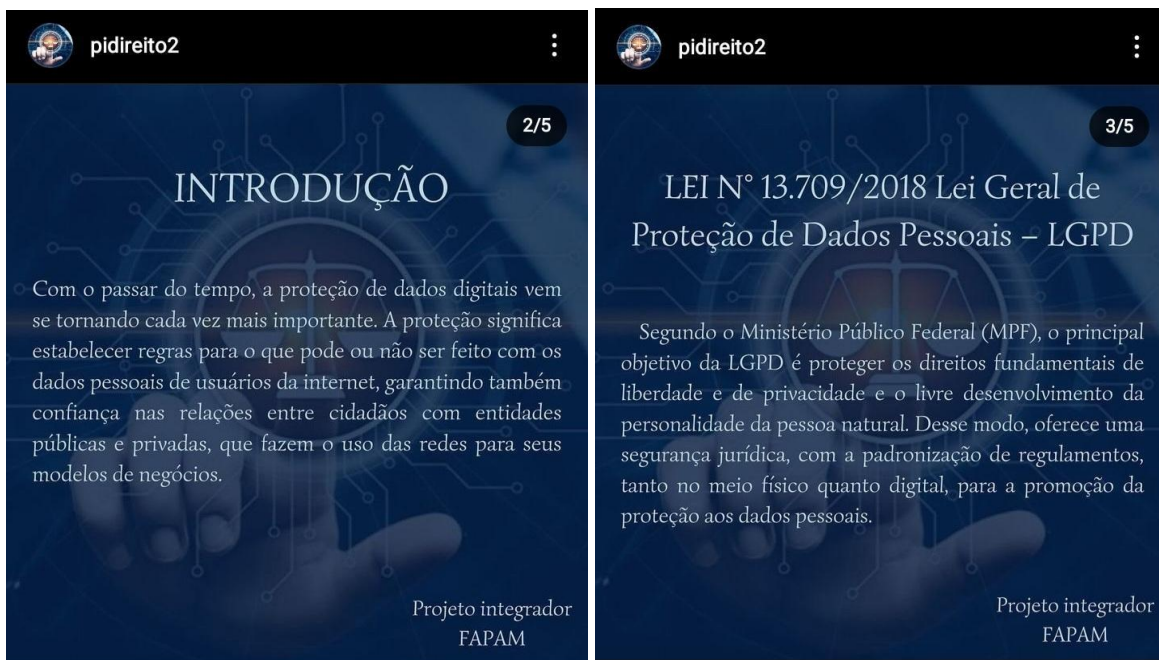 pidireito2
2/5
INTRODUÇÃO
Com o passar do tempo, a proteção de dados digitais vem
se tornando cada vez mais importante. A proteção significa
estabelecer regras para o que pode ou não ser feito com os
dados pessoais de usuários da internet, garantindo também
confiança nas relações entre cidadãos com entidades
públicas e privadas, que fazem o uso das redes para seus
modelos de negócios.
Projeto integrador
FAPAM
pidireito2
3/5
LEI N° 13.709/2018 Lei Geral de
Proteção de Dados Pessoais – LGPD
Segundo o Ministério Público Federal (MPF), o principal
objetivo da LGPD é proteger os direitos fundamentais de
liberdade e de privacidade e o livre desenvolvimento da
personalidade da pessoa natural. Desse modo, oferece uma
segurança jurídica, com a padronização de regulamentos,
tanto no meio físico quanto digital, para a promoção da
proteção aos dados pessoais.
Projeto integrador
FAPAM